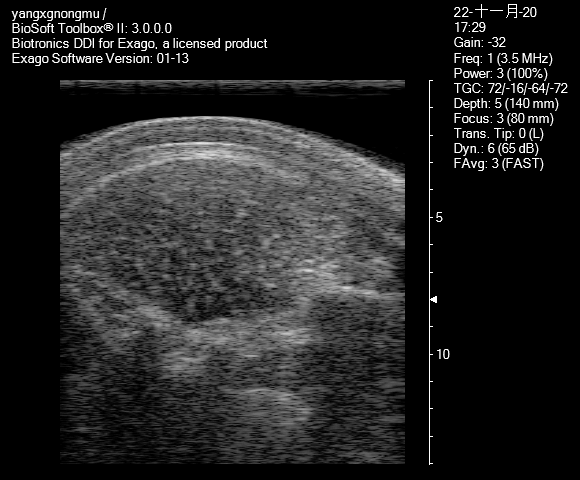 yangxgnongmu /
BioSoft Toolbox® II: 3.0.0.0
Biotronics DDI for Exago, a licensed product
Exago Software Version: 01-13
22-十一月-20
17:29
Gain: -32
Freq: 1 (3.5 MHz)
Power: 3 (100%)
TGC: 72/-16/-64/-72
Depth: 5 (140 mm)
Focus: 3 (80 mm)
Trans. Tip: 0 (L)
Dyn.: 6 (65 dB)
FAvg: 3 (FAST)
5
10